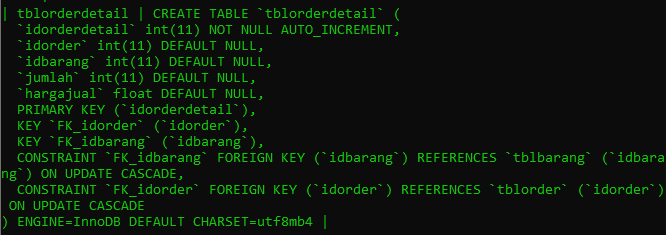 | tblorderdetail | CREATE TABLE `tblorderdetail` (
  `idorderdetail` int(11) NOT NULL AUTO_INCREMENT,
  `idorder` int(11) DEFAULT NULL,
  `idbarang` int(11) DEFAULT NULL,
  `jumlah` int(11) DEFAULT NULL,
  `hargajual` float DEFAULT NULL,
  PRIMARY KEY (`idorderdetail`),
  KEY `FK_idorder` (`idorder`),
  KEY `FK_idbarang` (`idbarang`),
  CONSTRAINT `FK_idbarang` FOREIGN KEY (`idbarang`) REFERENCES `tblbarang` (`idbara
ng`) ON UPDATE CASCADE,
  CONSTRAINT `FK_idorder` FOREIGN KEY (`idorder`) REFERENCES `tblorder` (`idorder`)
 ON UPDATE CASCADE
) ENGINE=InnoDB DEFAULT CHARSET=utf8mb4 |